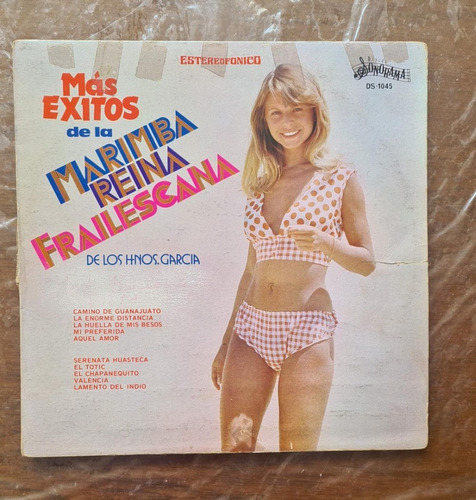 ESTEREOFONICO
DISCOS
SONORAMA
DS-1045
Más
EXITOS
de la
MARIMBA
REINA
FRAILESCANA
DE LOS HNOS. GARCIA
CAMINO DE GUANAJUATO
LA ENORME DISTANCIA
LA HUELLA DE MIS BESOS
MI PREFERIDA
AQUEL AMOR
SERENATA HUASTECA
EL TOTIC
EL CHAPANEQUITO
VALENCIA
LAMENTO DEL INDIO